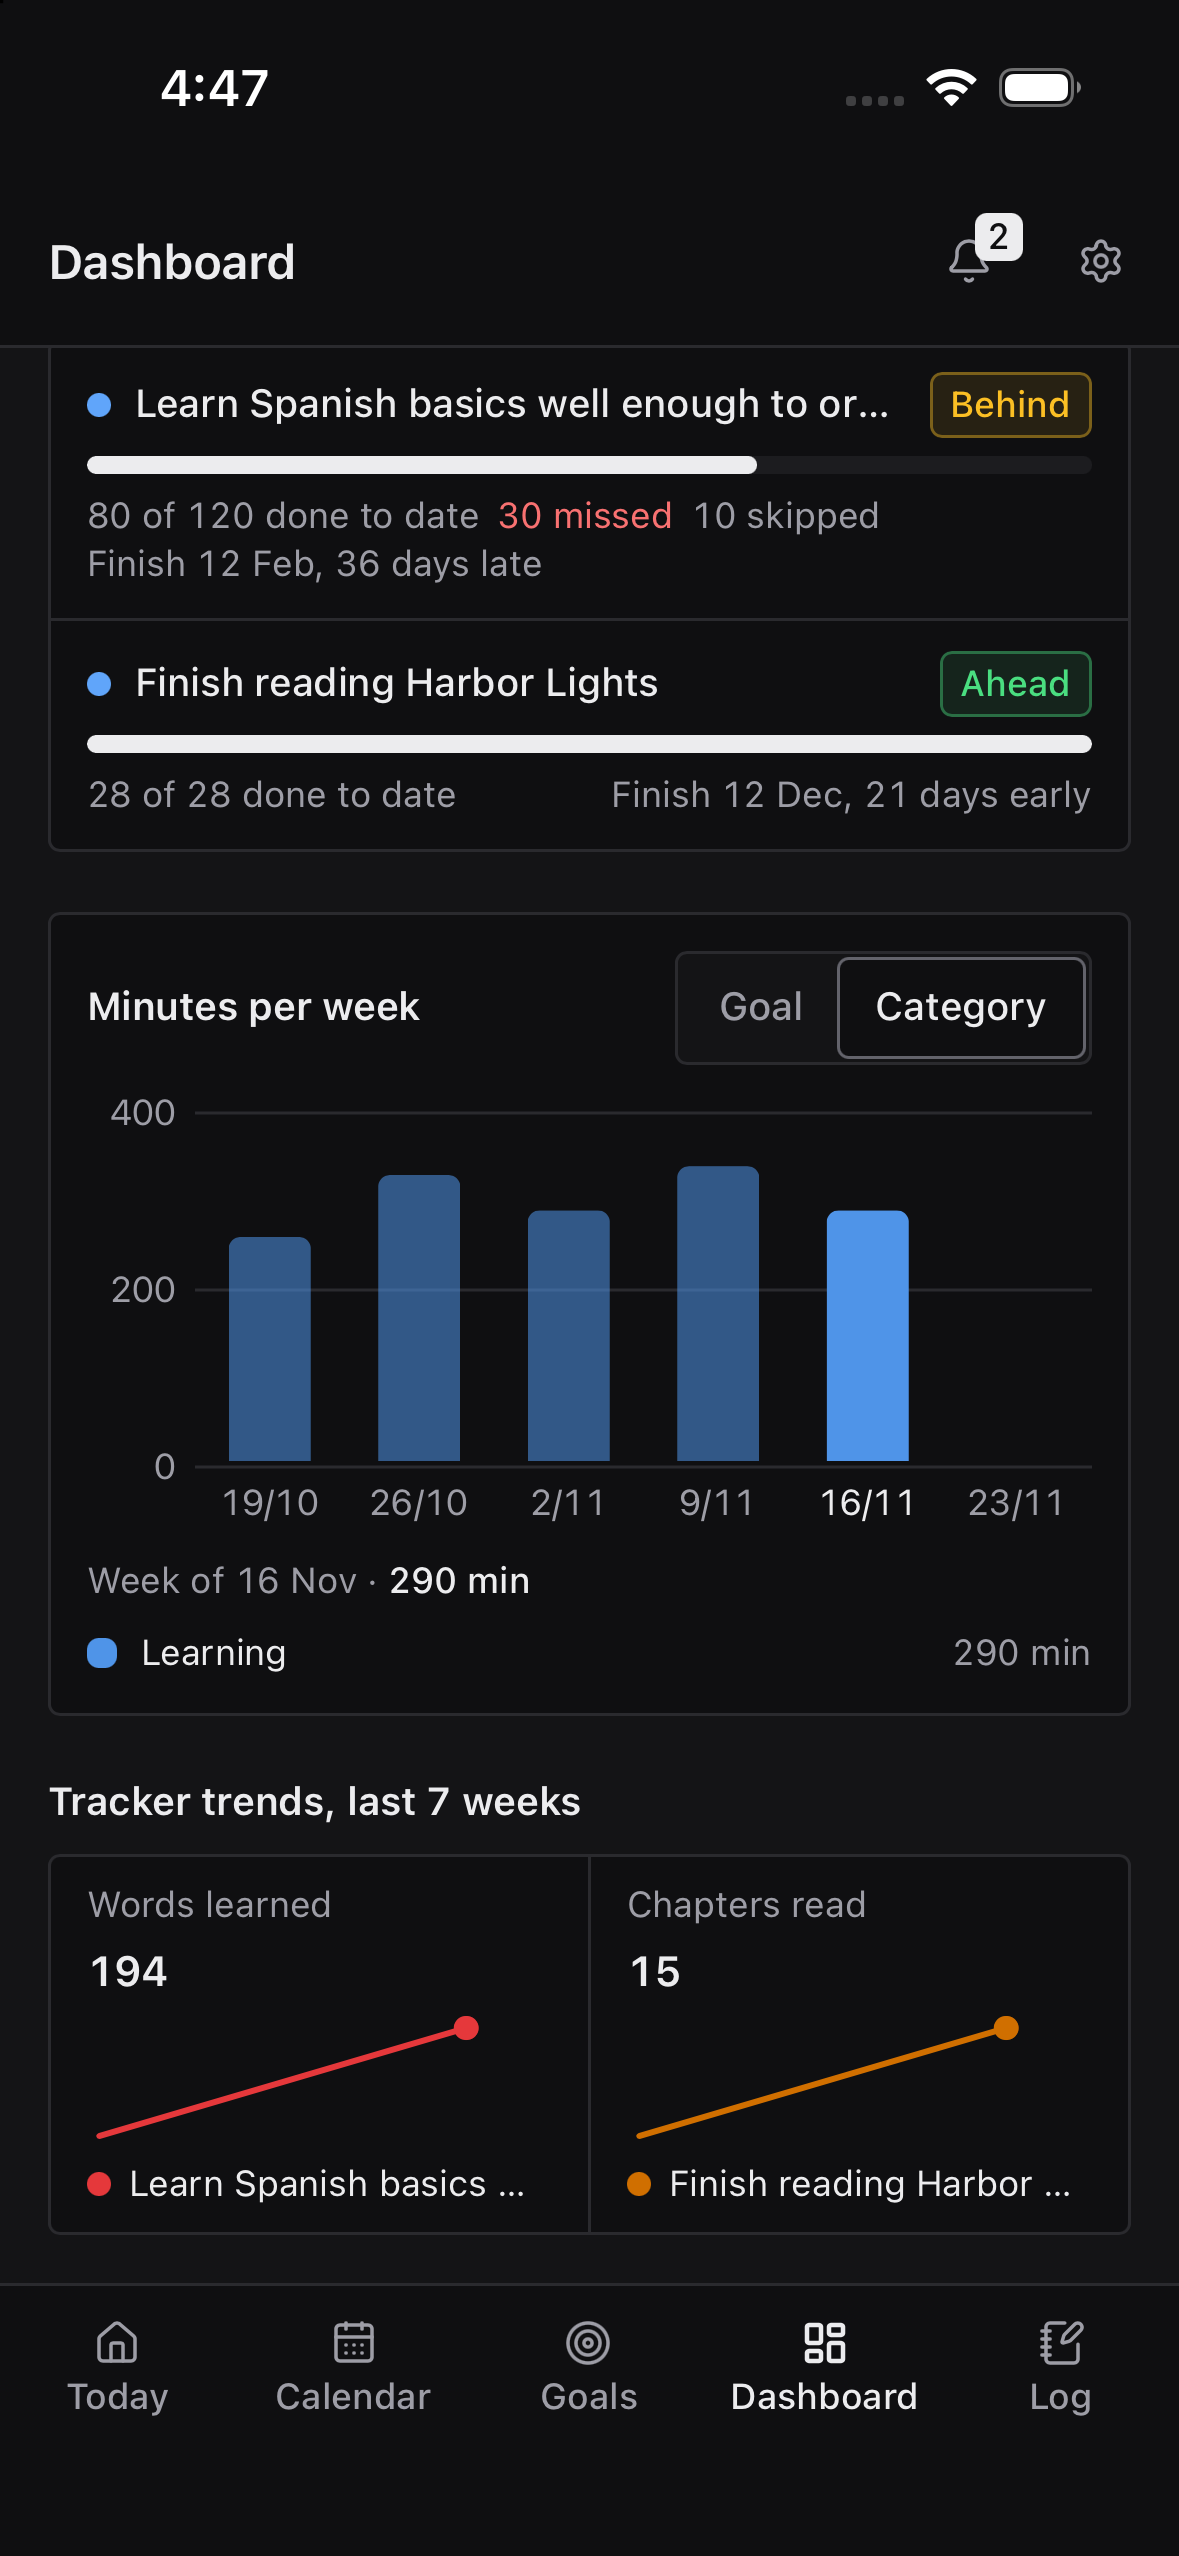 4:47
Dashboard
2
Learn Spanish basics well enough to or...
Behind
80 of 120 done to date 30 missed 10 skipped
Finish 12 Feb, 36 days late
Finish reading Harbor Lights
Ahead
28 of 28 done to date
Finish 12 Dec, 21 days early
Minutes per week
Goal
Category
400
200
0
19/10 26/10 2/11 9/11 16/11 23/11
Week of 16 Nov · 290 min
Learning
290 min
Tracker trends, last 7 weeks
Words learned
194
Learn Spanish basics ...
Chapters read
15
Finish reading Harbor ...
Today
Calendar
Goals
Dashboard
Log